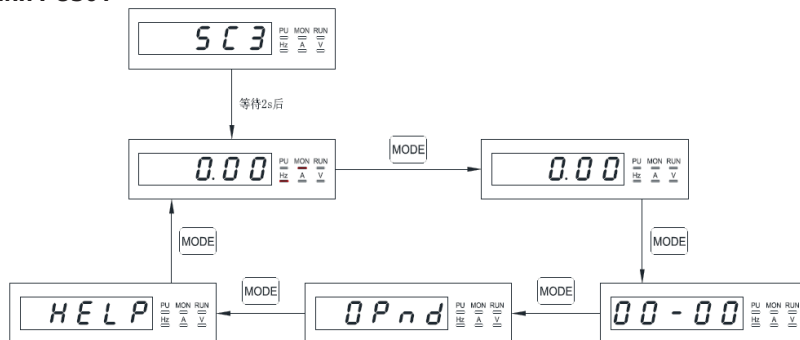 SC3
PU MON RUN
Hz A V
等待2s后
0.00
PU MON RUN
Hz A V
MODE
0.00
PU MON RUN
Hz A V
MODE
MODE
HELP
PU MON RUN
Hz A V
MODE
OPnd
PU MON RUN
Hz A V
MODE
00-00
PU MON RUN
Hz A V